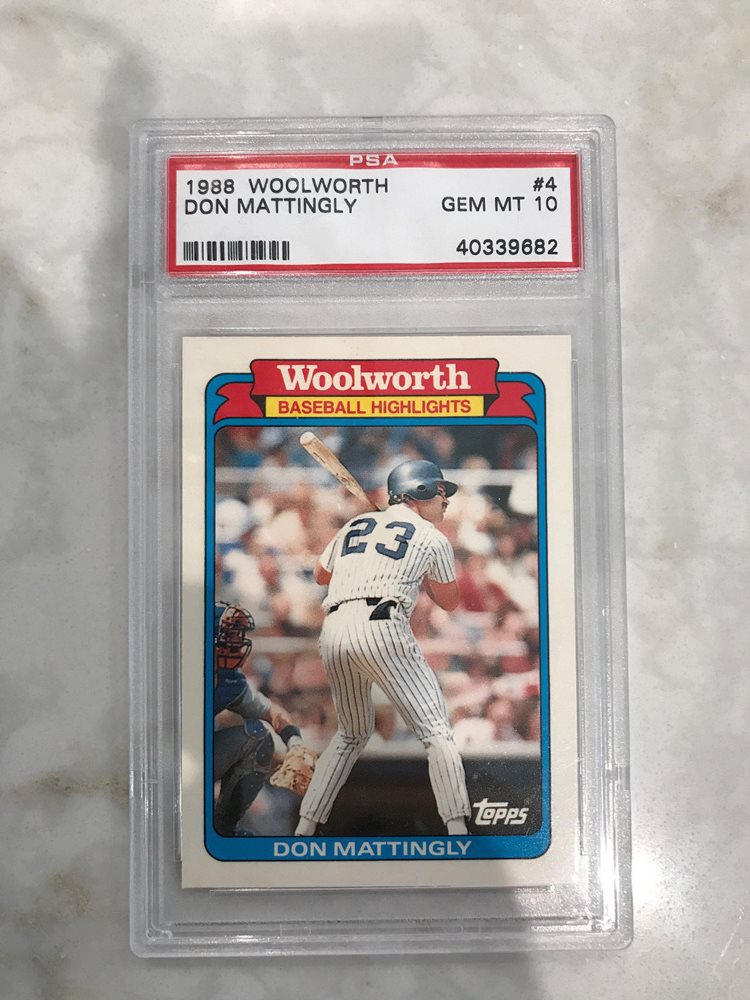 PSA
1988 WOOLWORTH #4
DON MATTINGLY GEM MT 10
40339682
Woolworth
BASEBALL HIGHLIGHTS
23
Topps®
DON MATTINGLY